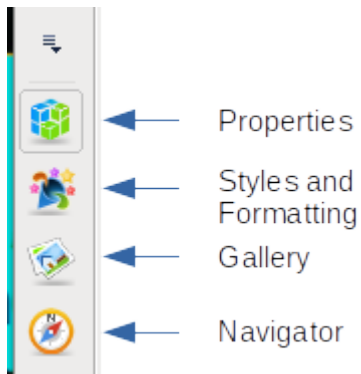 Properties
Styles and
Formatting
Gallery
N
Navigator